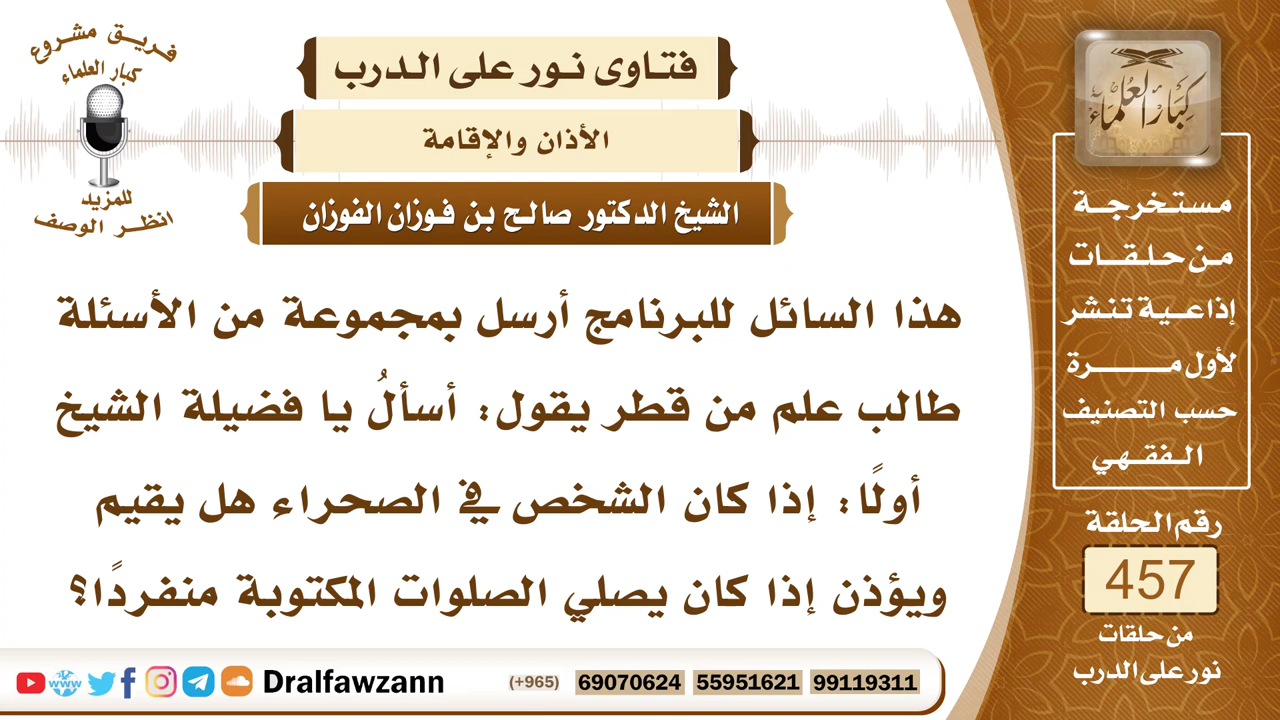 فريق مشروع
كبار العلماء
للمزيد
انظر الوصف
فتاوى نور على الدرب
الأذان والإقامة
الشيخ الدكتور صالح بن فوزان الفوزان
هذا السائل للبرنامج أرسل بمجموعة من الأسئلة
طالب علم من قطر يقول: أسألُ يا فضيلة الشيخ
أولًا: إذا كان الشخص في الصحراء هل يقيم
ويؤذن إذا كان يصلي الصلوات المكتوبة منفردًا؟
كبار العلماء
مستخرجة
من حلقات
إذاعية تنشر
لأول مرة
حسب التصنيف
الفقهي
رقم الحلقة
457
من حلقات
نور على الدرب
www
Dralfawzann (+965) 69070624 55951621 99119311